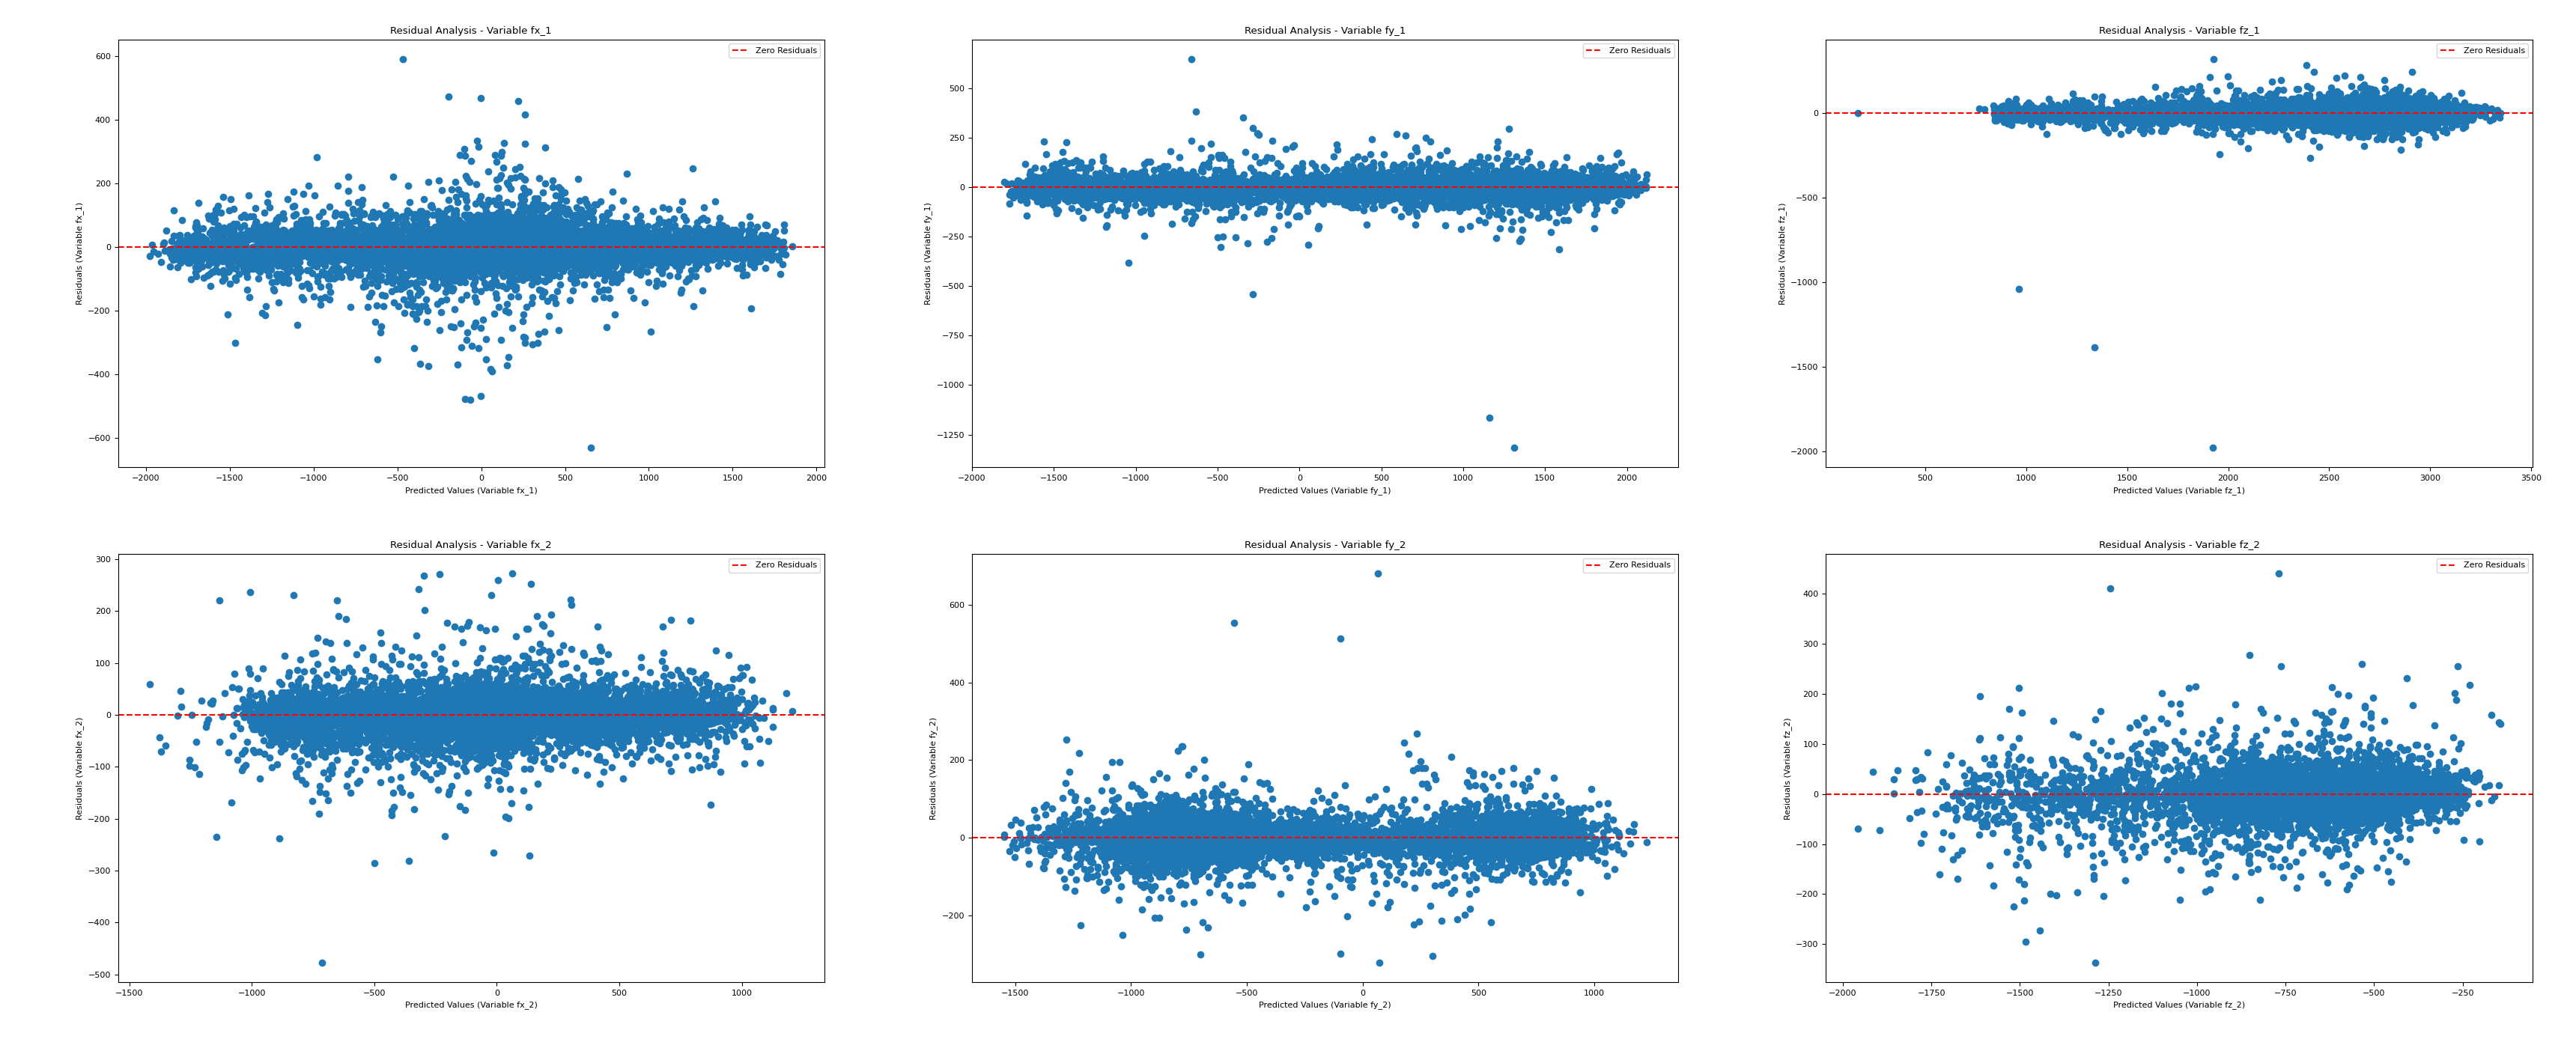 Residual Analysis - Variable fx_1
Zero Residuals
600
400
200
0
−200
−400
−600
Residuals (Variable fx_1)
−2000 −1500 −1000 −500 0 500 1000 1500 2000
Predicted Values (Variable fx_1)
Residual Analysis - Variable fy_1
Zero Residuals
500
250
0
−250
−500
−750
−1000
−1250
Residuals (Variable fy_1)
−2000 −1500 −1000 −500 0 500 1000 1500 2000
Predicted Values (Variable fy_1)
Residual Analysis - Variable fz_1
Zero Residuals
0
−500
−1000
−1500
−2000
Residuals (Variable fz_1)
500 1000 1500 2000 2500 3000 3500
Predicted Values (Variable fz_1)
Residual Analysis - Variable fx_2
Zero Residuals
300
200
100
0
−100
−200
−300
−400
−500
Residuals (Variable fx_2)
−1500 −1000 −500 0 500 1000
Predicted Values (Variable fx_2)
Residual Analysis - Variable fy_2
Zero Residuals
600
400
200
0
−200
Residuals (Variable fy_2)
−1500 −1000 −500 0 500 1000
Predicted Values (Variable fy_2)
Residual Analysis - Variable fz_2
Zero Residuals
400
300
200
100
0
−100
−200
−300
Residuals (Variable fz_2)
−2000 −1750 −1500 −1250 −1000 −750 −500 −250
Predicted Values (Variable fz_2)